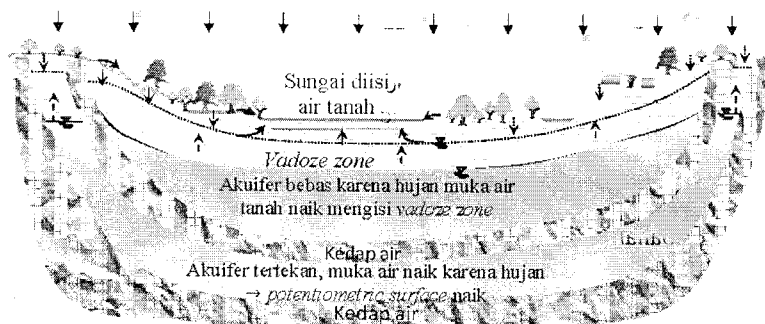 Sungai diisi
air tanah
Vadoze zone
Akuifer bebas karena hujan muka air
tanah naik mengisi vadoze zone
Kedap air
Akuifer tertekan, muka air naik karena hujan
→ potentiometric surface naik
Kedap air